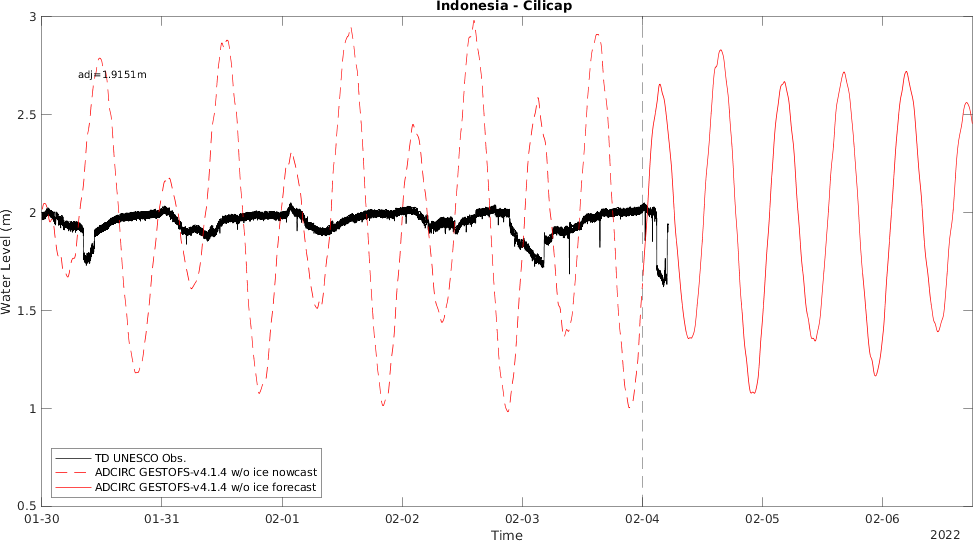 Indonesia - Cilicap
adj=1.9151m
Water Level (m)
3
2.5
2
1.5
1
0.5
TD UNESCO Obs.
ADCIRC GESTOFS-v4.1.4 w/o ice nowcast
ADCIRC GESTOFS-v4.1.4 w/o ice forecast
01-30 01-31 02-01 02-02 02-03 02-04 02-05 02-06
Time
2022